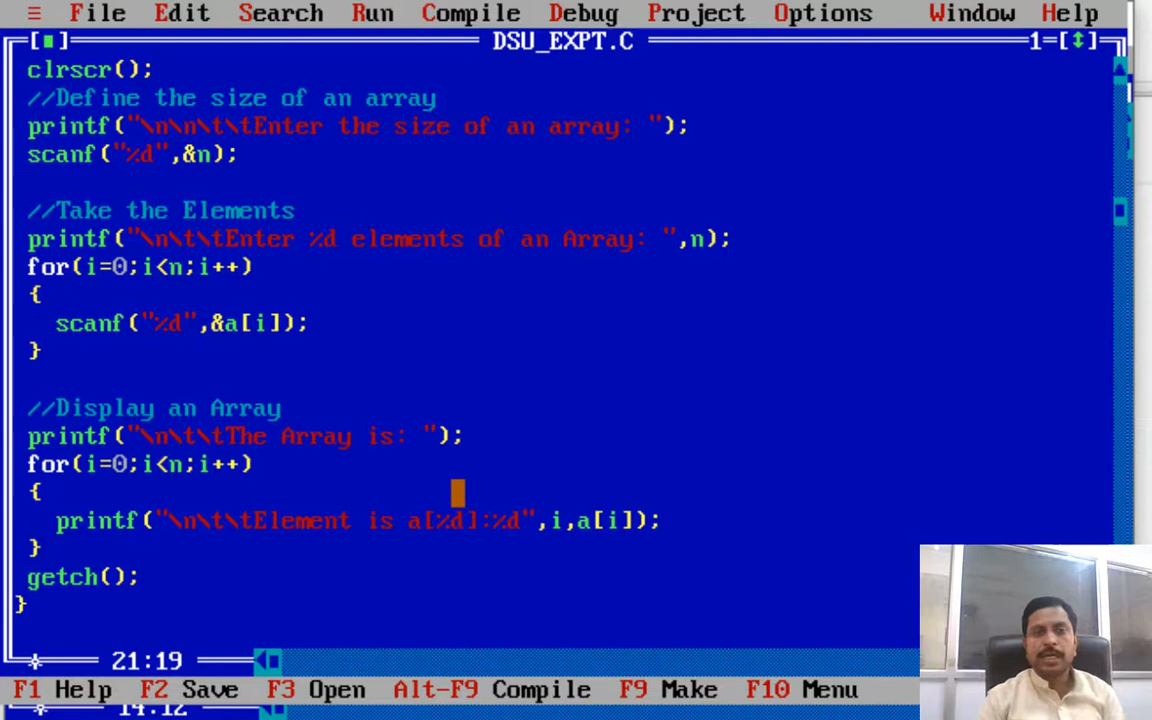 ≡ File Edit Search Run Compile Debug Project Options Window Help
[■] DSU_EXPT.C 1=[↕]
clrscr();
//Define the size of an array
printf("\n\n\t\tEnter the size of an array: ");
scanf("%d",&n);
//Take the Elements
printf("\n\t\tEnter %d elements of an Array: ",n);
for(i=0;i<n;i++)
{
scanf("%d",&a[i]);
}
//Display an Array
printf("\n\t\tThe Array is: ");
for(i=0;i<n;i++)
{
printf("\n\t\tElement is a[%d]:%d",i,a[i]);
}
getch();
}
21:19
F1 Help F2 Save F3 Open Alt-F9 Compile F9 Make F10 Menu
14:12